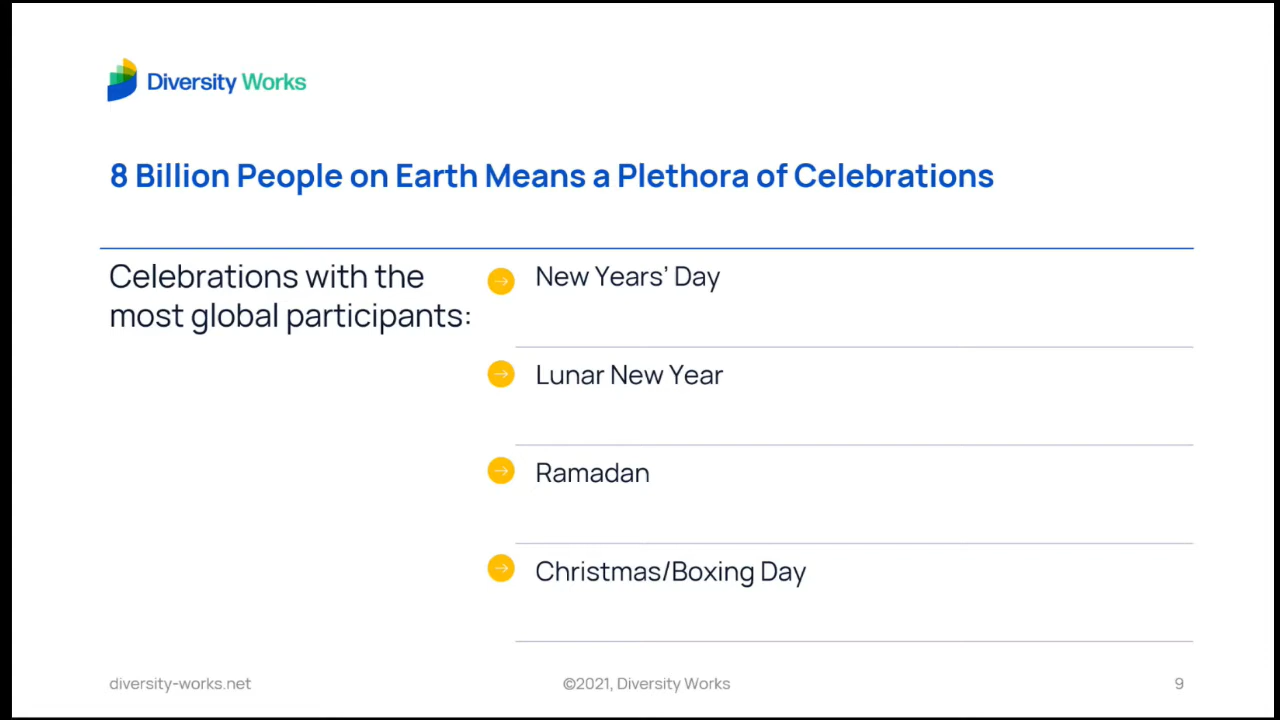 Diversity Works
8 Billion People on Earth Means a Plethora of Celebrations
Celebrations with the
most global participants:
New Years’ Day
Lunar New Year
Ramadan
Christmas/Boxing Day
diversity-works.net
©2021, Diversity Works
9